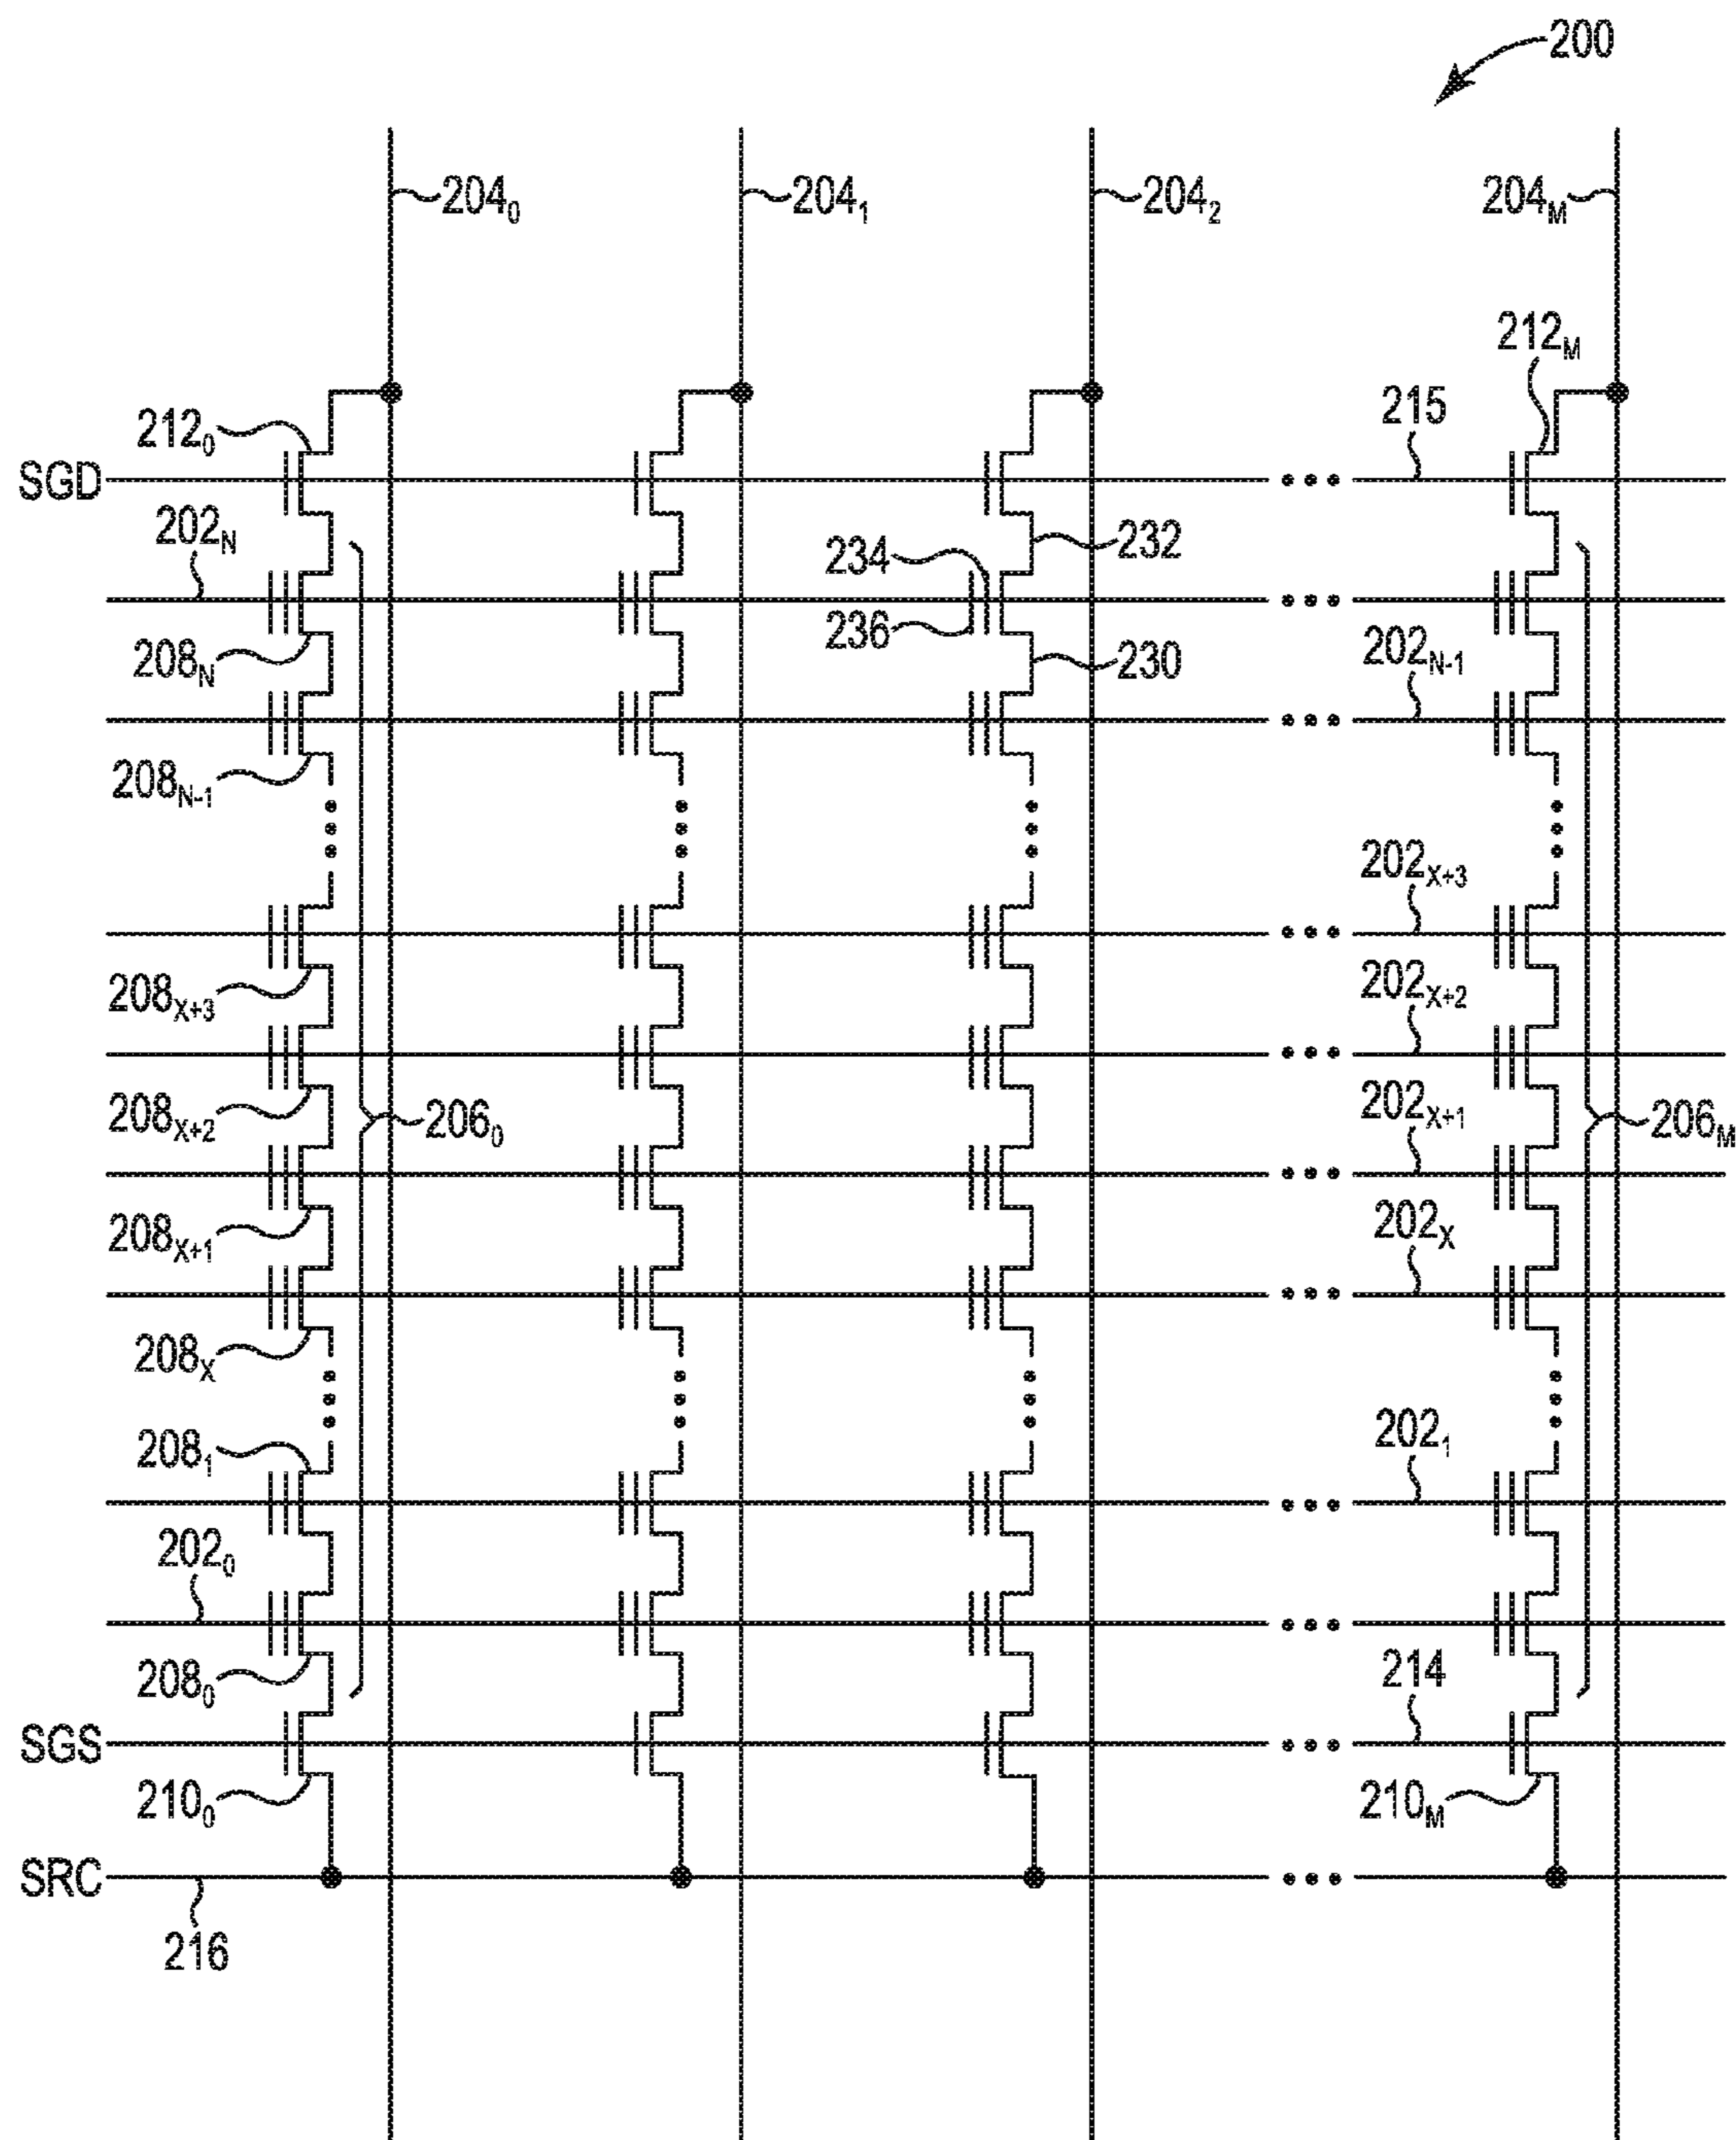 200
204₀ 204₁ 204₂ 204M
212M
212₀ 215
SGD
202N 234 232
236 202N-1
208N 230
208N-1
202X+3
208X+3 202X+2
208X+2 206₀ 202X+1 206M
208X+1 202X
208X
208₁ 202₁
202₀
208₀ 214
SGS
210₀ 210M
SRC
216